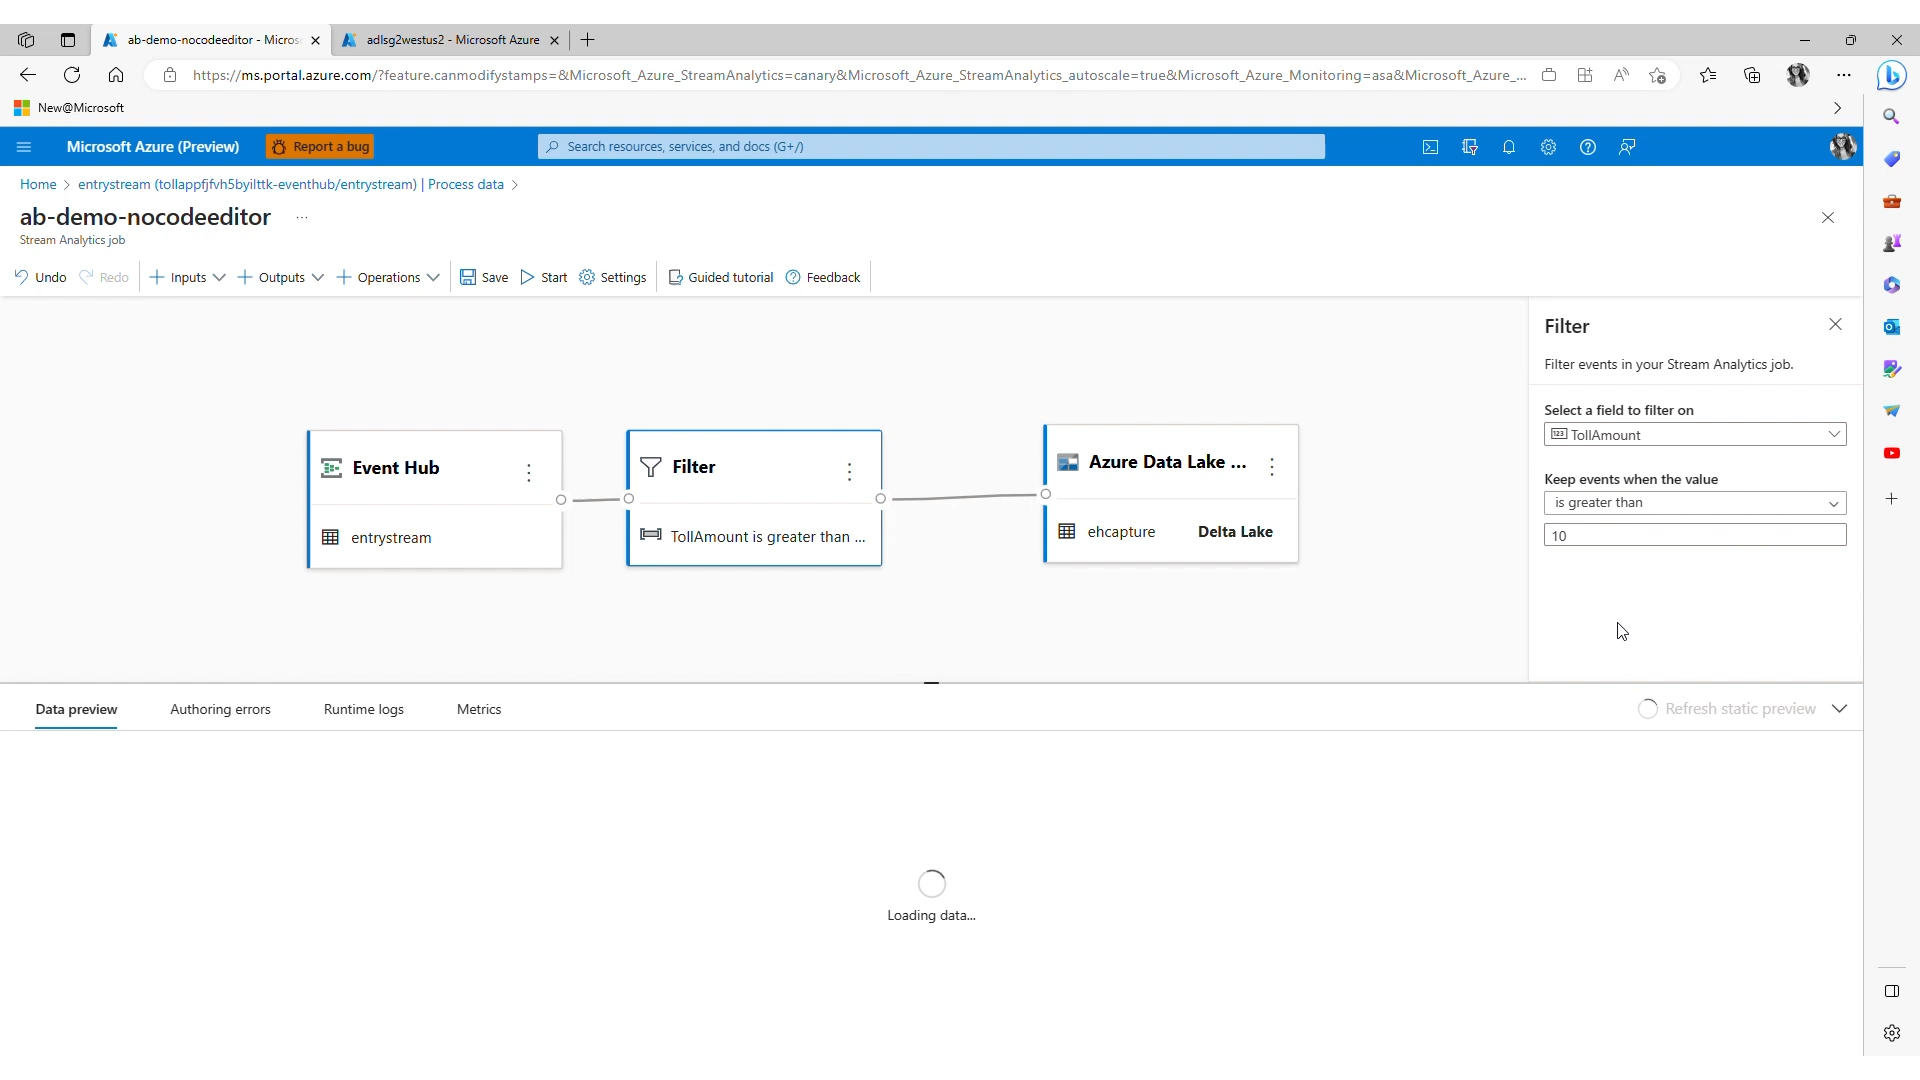 ab-demo-nocodeeditor - Micros
adlsg2westus2 - Microsoft Azure
https://ms.portal.azure.com/?feature.canmodifystamps=&Microsoft_Azure_StreamAnalytics=canary&Microsoft_Azure_StreamAnalytics_autoscale=true&Microsoft_Azure_Monitoring=asa&Microsoft_Azure_...
New@Microsoft
Microsoft Azure (Preview)
Report a bug
Search resources, services, and docs (G+/)
Home > entrystream (tollappfjfvh5byilttk-eventhub/entrystream) | Process data >
ab-demo-nocodeeditor ...
Stream Analytics job
Undo Redo Inputs Outputs Operations Save Start Settings Guided tutorial Feedback
Event Hub
entrystream
Filter
TollAmount is greater than ...
Azure Data Lake ...
ehcapture Delta Lake
Filter
Filter events in your Stream Analytics job.
Select a field to filter on
123 TollAmount
Keep events when the value
is greater than
10
Data preview Authoring errors Runtime logs Metrics
Refresh static preview
Loading data...